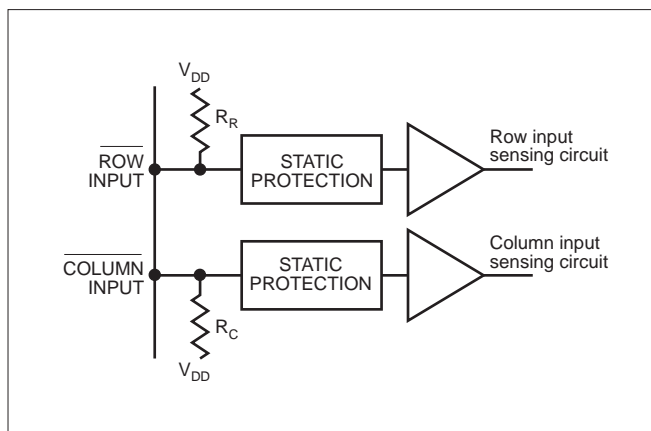 VDD
RR
ROW
INPUT
STATIC
PROTECTION
Row input
sensing circuit
COLUMN
INPUT
STATIC
PROTECTION
Column input
sensing circuit
RC
VDD